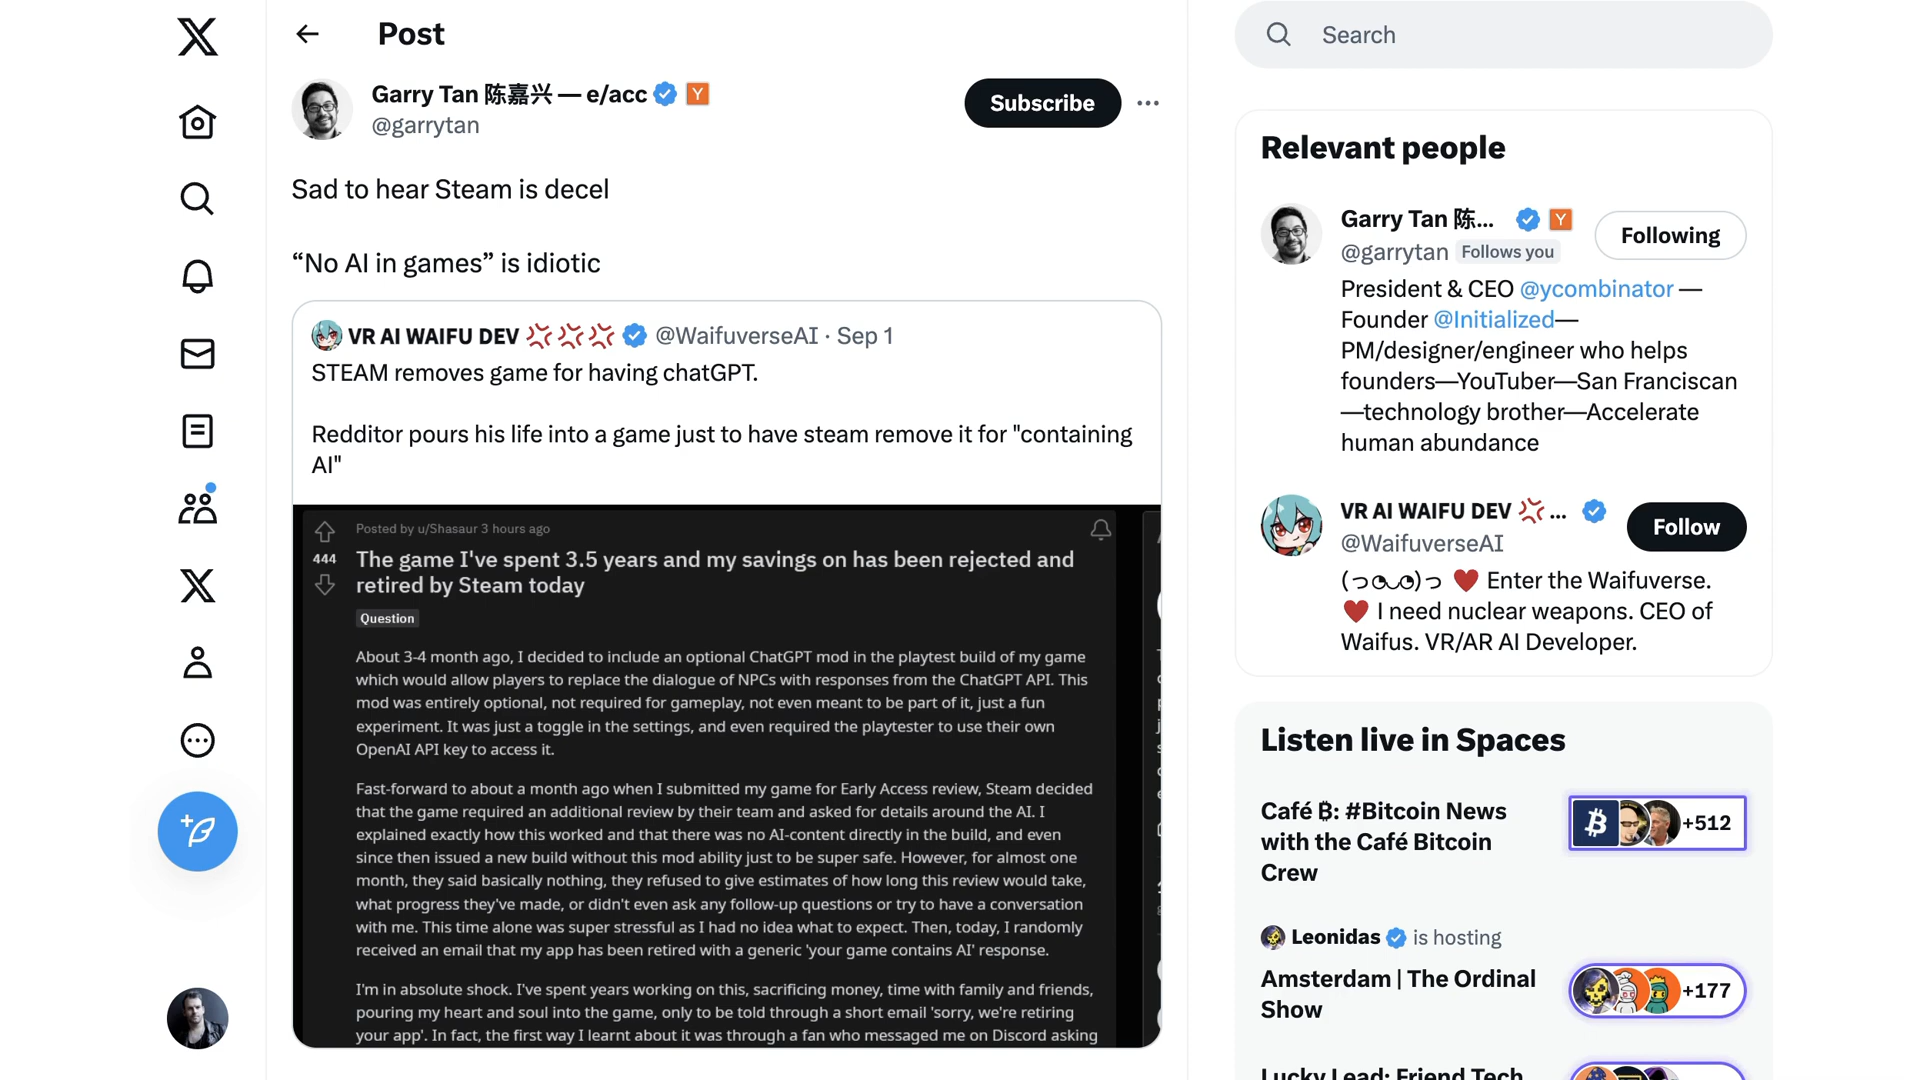 Post
Garry Tan 陈嘉兴 — e/acc
@garrytan
Subscribe
Sad to hear Steam is decel
“No AI in games” is idiotic
VR AI WAIFU DEV 💢💢💢 @WaifuverseAI · Sep 1
STEAM removes game for having chatGPT.
Redditor pours his life into a game just to have steam remove it for "containing
AI"
Posted by u/Shasaur 3 hours ago
444
The game I've spent 3.5 years and my savings on has been rejected and
retired by Steam today
Question
About 3-4 month ago, I decided to include an optional ChatGPT mod in the playtest build of my game
which would allow players to replace the dialogue of NPCs with responses from the ChatGPT API. This
mod was entirely optional, not required for gameplay, not even meant to be part of it, just a fun
experiment. It was just a toggle in the settings, and even required the playtester to use their own
OpenAI API key to access it.
Fast-forward to about a month ago when I submitted my game for Early Access review, Steam decided
that the game required an additional review by their team and asked for details around the AI. I
explained exactly how this worked and that there was no AI-content directly in the build, and even
since then issued a new build without this mod ability just to be super safe. However, for almost one
month, they said basically nothing, they refused to give estimates of how long this review would take,
what progress they've made, or didn't even ask any follow-up questions or try to have a conversation
with me. This time alone was super stressful as I had no idea what to expect. Then, today, I randomly
received an email that my app has been retired with a generic 'your game contains AI' response.
I'm in absolute shock. I've spent years working on this, sacrificing money, time with family and friends,
pouring my heart and soul into the game, only to be told through a short email 'sorry, we're retiring
your app'. In fact, the first way I learnt about it was through a fan who messaged me on Discord asking
Search
Relevant people
Garry Tan 陈...
@garrytan Follows you
Following
President & CEO @ycombinator —
Founder @Initialized—
PM/designer/engineer who helps
founders—YouTuber—San Franciscan
—technology brother—Accelerate
human abundance
VR AI WAIFU DEV 💢 ...
@WaifuverseAI
Follow
(っ◔◡◔)っ ♥ Enter the Waifuverse.
♥ I need nuclear weapons. CEO of
Waifus. VR/AR AI Developer.
Listen live in Spaces
Café ₿: #Bitcoin News
with the Café Bitcoin
Crew
+512
Leonidas is hosting
Amsterdam | The Ordinal
Show
+177
Lucky Lead: Friend Tech